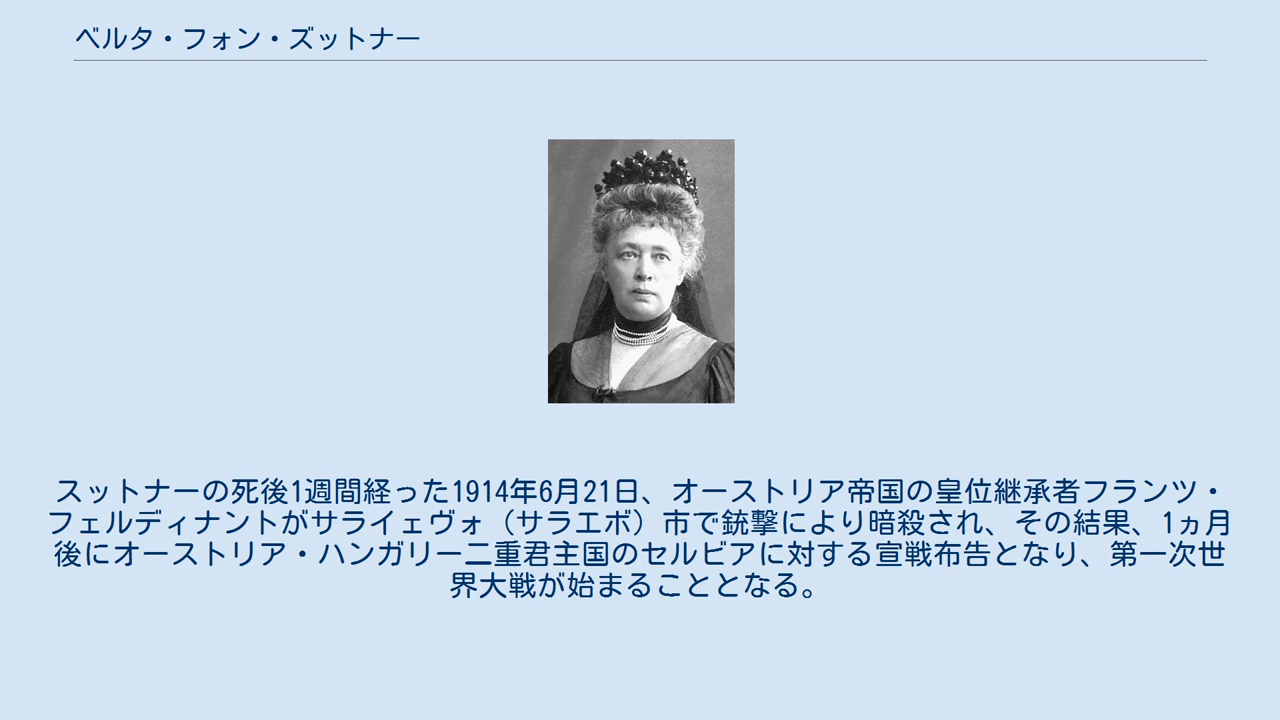 ベルタ・フォン・ズットナー
スットナーの死後1週間経った1914年6月21日、オーストリア帝国の皇位継承者フランツ・
フェルディナントがサライェヴォ（サラエボ）市で銃撃により暗殺され、その結果、1ヵ月
後にオーストリア・ハンガリー二重君主国のセルビアに対する宣戦布告となり、第一次世
界大戦が始まることとなる。